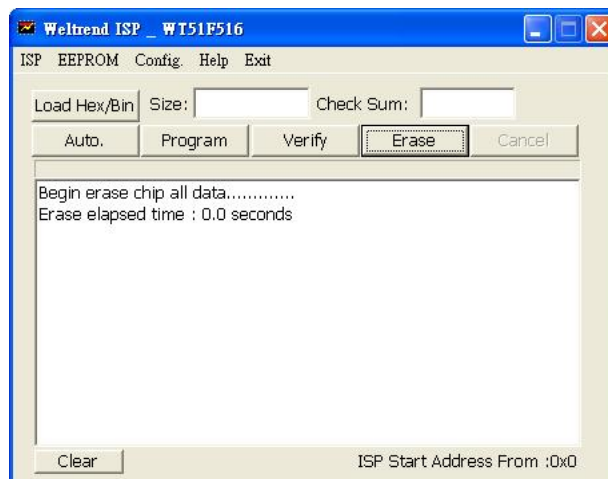 Weltrend ISP _ WT51F516
ISP EEPROM Config. Help Exit
Load Hex/Bin Size: Check Sum:
Auto. Program Verify Erase Cancel
Begin erase chip all data.............
Erase elapsed time : 0.0 seconds
Clear ISP Start Address From :0x0